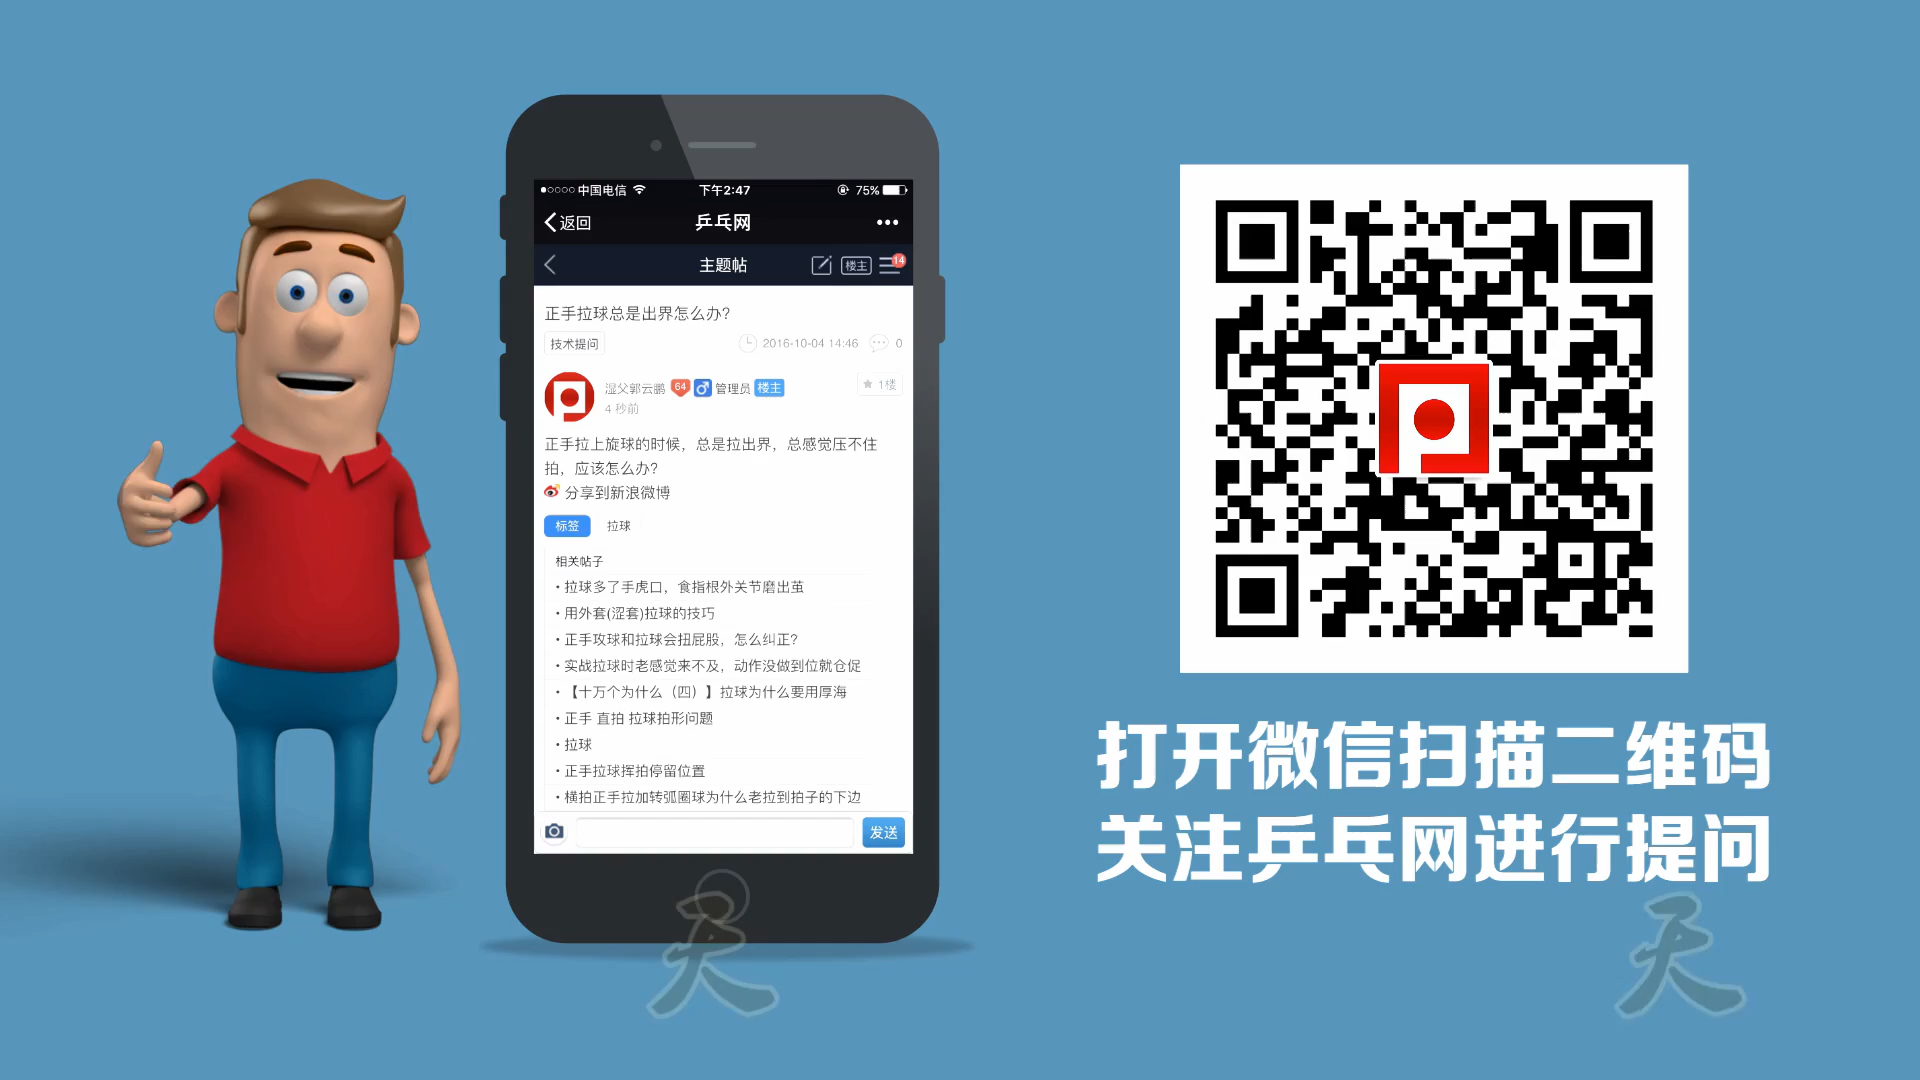 中国电信 下午2:47 75%
返回 乒乓网
主题帖 楼主 14
正手拉球总是出界怎么办？
技术提问 2016-10-04 14:46 0
湿父郭云鹏 64 管理员 楼主 1楼
4 秒前
正手拉上旋球的时候，总是拉出界，总感觉压不住
拍，应该怎么办？
分享到新浪微博
标签 拉球
相关帖子
• 拉球多了手虎口，食指根外关节磨出茧
• 用外套(涩套)拉球的技巧
• 正手攻球和拉球会扭屁股，怎么纠正？
• 实战拉球时老感觉来不及，动作没做到位就仓促
• 【十万个为什么（四）】拉球为什么要用厚海
• 正手 直拍 拉球拍形问题
• 拉球
• 正手拉球挥拍停留位置
• 横拍正手拉加转弧圈球为什么老拉到拍子的下边
发送
打开微信扫描二维码
关注乒乓网进行提问
天
天